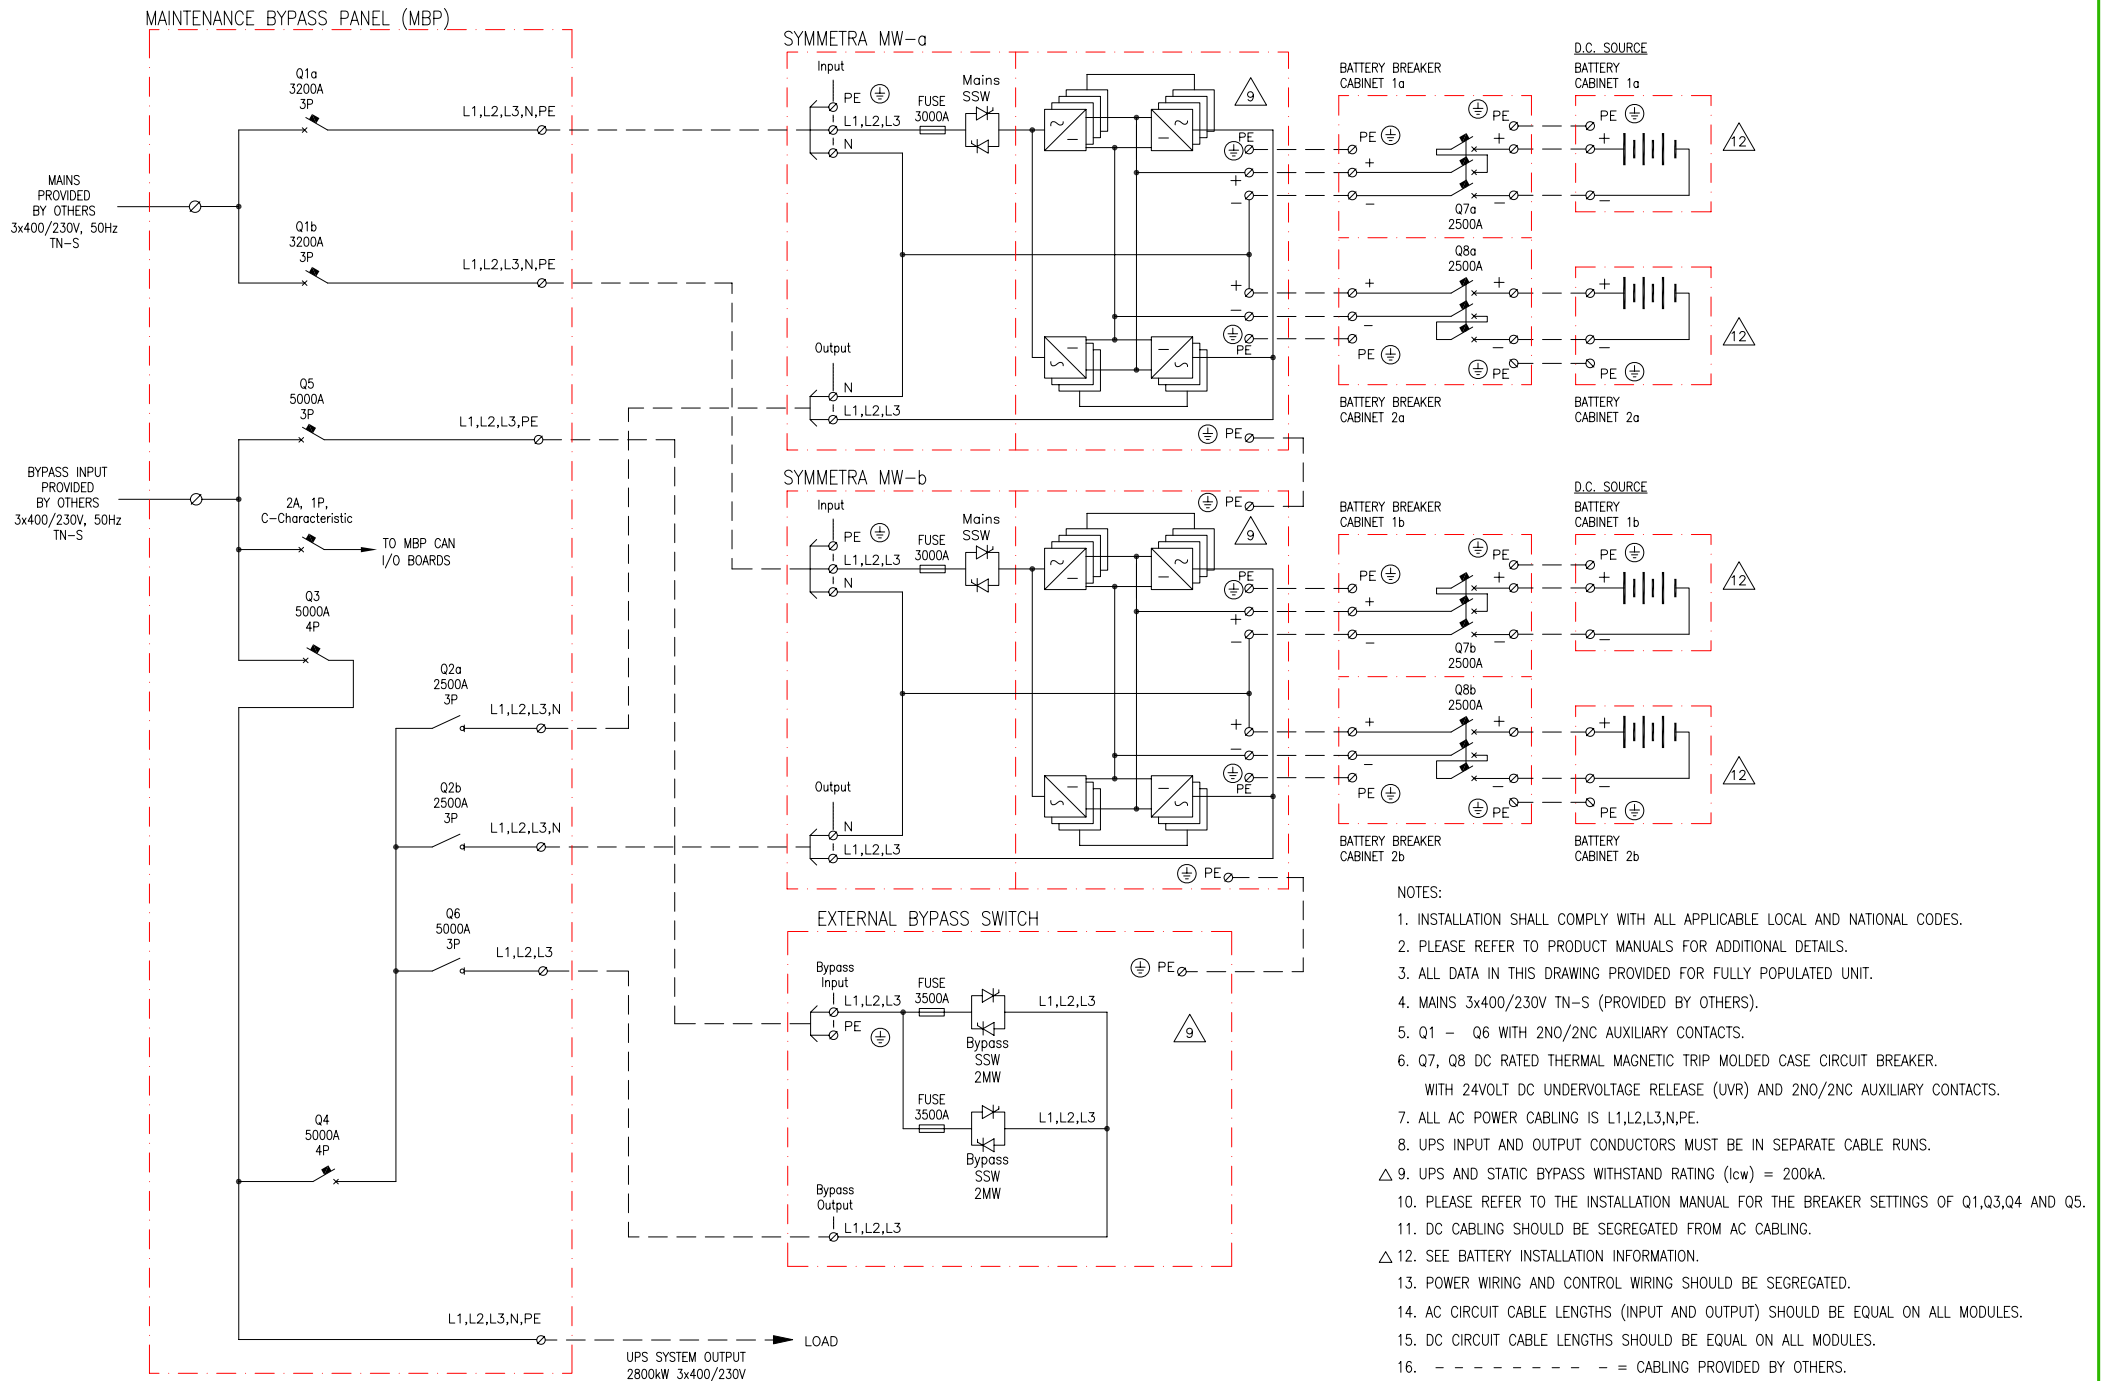 MAINTENANCE BYPASS PANEL (MBP)
Q1a
3200A
3P
L1,L2,L3,N,PE
MAINS
PROVIDED
BY OTHERS
3x400/230V, 50Hz
TN-S
Q1b
3200A
3P
L1,L2,L3,N,PE
Q5
5000A
3P
L1,L2,L3,PE
BYPASS INPUT
PROVIDED
BY OTHERS
3x400/230V, 50Hz
TN-S
2A, 1P,
C-Characteristic
TO MBP CAN
I/O BOARDS
Q3
5000A
4P
Q2a
2500A
3P
L1,L2,L3,N
Q2b
2500A
3P
L1,L2,L3,N
Q6
5000A
3P
L1,L2,L3
Q4
5000A
4P
L1,L2,L3,N,PE
LOAD
UPS SYSTEM OUTPUT
2800kW 3x400/230V
SYMMETRA MW-a
Input
PE
L1,L2,L3
N
FUSE
3000A
Mains
SSW
9
PE
+
-
+
-
PE
Output
N
L1,L2,L3
PE
BATTERY BREAKER
CABINET 1a
PE
+
-
PE
+
-
Q7a
2500A
Q8a
2500A
+
-
PE
+
-
PE
BATTERY BREAKER
CABINET 2a
D.C. SOURCE
BATTERY
CABINET 1a
PE
+
-
12
+
-
PE
12
BATTERY
CABINET 2a
SYMMETRA MW-b
Input
PE
L1,L2,L3
N
FUSE
3000A
Mains
SSW
PE
9
PE
+
-
+
-
PE
Output
N
L1,L2,L3
PE
BATTERY BREAKER
CABINET 1b
PE
+
-
PE
+
-
Q7b
2500A
Q8b
2500A
+
-
PE
+
-
PE
BATTERY BREAKER
CABINET 2b
D.C. SOURCE
BATTERY
CABINET 1b
PE
+
-
12
+
-
PE
12
BATTERY
CABINET 2b
EXTERNAL BYPASS SWITCH
Bypass
Input
L1,L2,L3
PE
FUSE
3500A
Bypass
SSW
2MW
L1,L2,L3
PE
9
FUSE
3500A
Bypass
SSW
2MW
L1,L2,L3
Bypass
Output
L1,L2,L3
NOTES:
1. INSTALLATION SHALL COMPLY WITH ALL APPLICABLE LOCAL AND NATIONAL CODES.
2. PLEASE REFER TO PRODUCT MANUALS FOR ADDITIONAL DETAILS.
3. ALL DATA IN THIS DRAWING PROVIDED FOR FULLY POPULATED UNIT.
4. MAINS 3x400/230V TN-S (PROVIDED BY OTHERS).
5. Q1 - Q6 WITH 2NO/2NC AUXILIARY CONTACTS.
6. Q7, Q8 DC RATED THERMAL MAGNETIC TRIP MOLDED CASE CIRCUIT BREAKER.
WITH 24VOLT DC UNDERVOLTAGE RELEASE (UVR) AND 2NO/2NC AUXILIARY CONTACTS.
7. ALL AC POWER CABLING IS L1,L2,L3,N,PE.
8. UPS INPUT AND OUTPUT CONDUCTORS MUST BE IN SEPARATE CABLE RUNS.
9. UPS AND STATIC BYPASS WITHSTAND RATING (Icw) = 200kA.
10. PLEASE REFER TO THE INSTALLATION MANUAL FOR THE BREAKER SETTINGS OF Q1,Q3,Q4 AND Q5.
11. DC CABLING SHOULD BE SEGREGATED FROM AC CABLING.
12. SEE BATTERY INSTALLATION INFORMATION.
13. POWER WIRING AND CONTROL WIRING SHOULD BE SEGREGATED.
14. AC CIRCUIT CABLE LENGTHS (INPUT AND OUTPUT) SHOULD BE EQUAL ON ALL MODULES.
15. DC CIRCUIT CABLE LENGTHS SHOULD BE EQUAL ON ALL MODULES.
16. - - - - - - - - - = CABLING PROVIDED BY OTHERS.